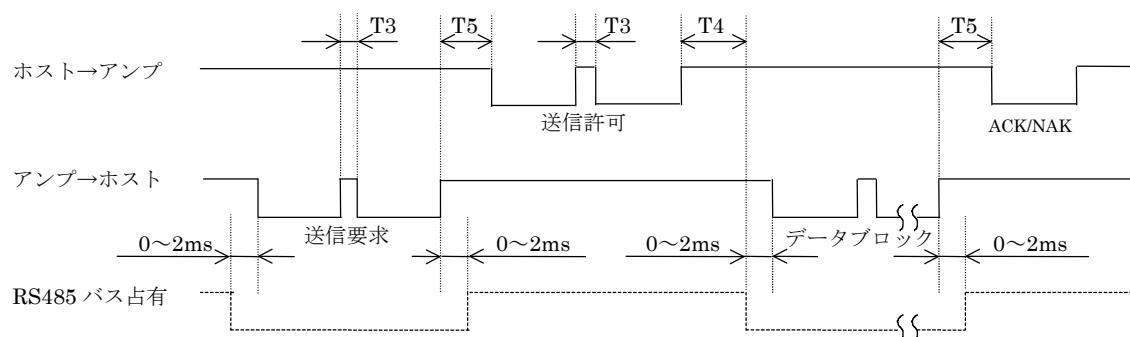 T3 T5 T3 T4 T5
ホスト→アンプ
送信許可 ACK/NAK
アンプ→ホスト
送信要求 データブロック
0～2ms 0～2ms 0～2ms 0～2ms
RS485 バス占有